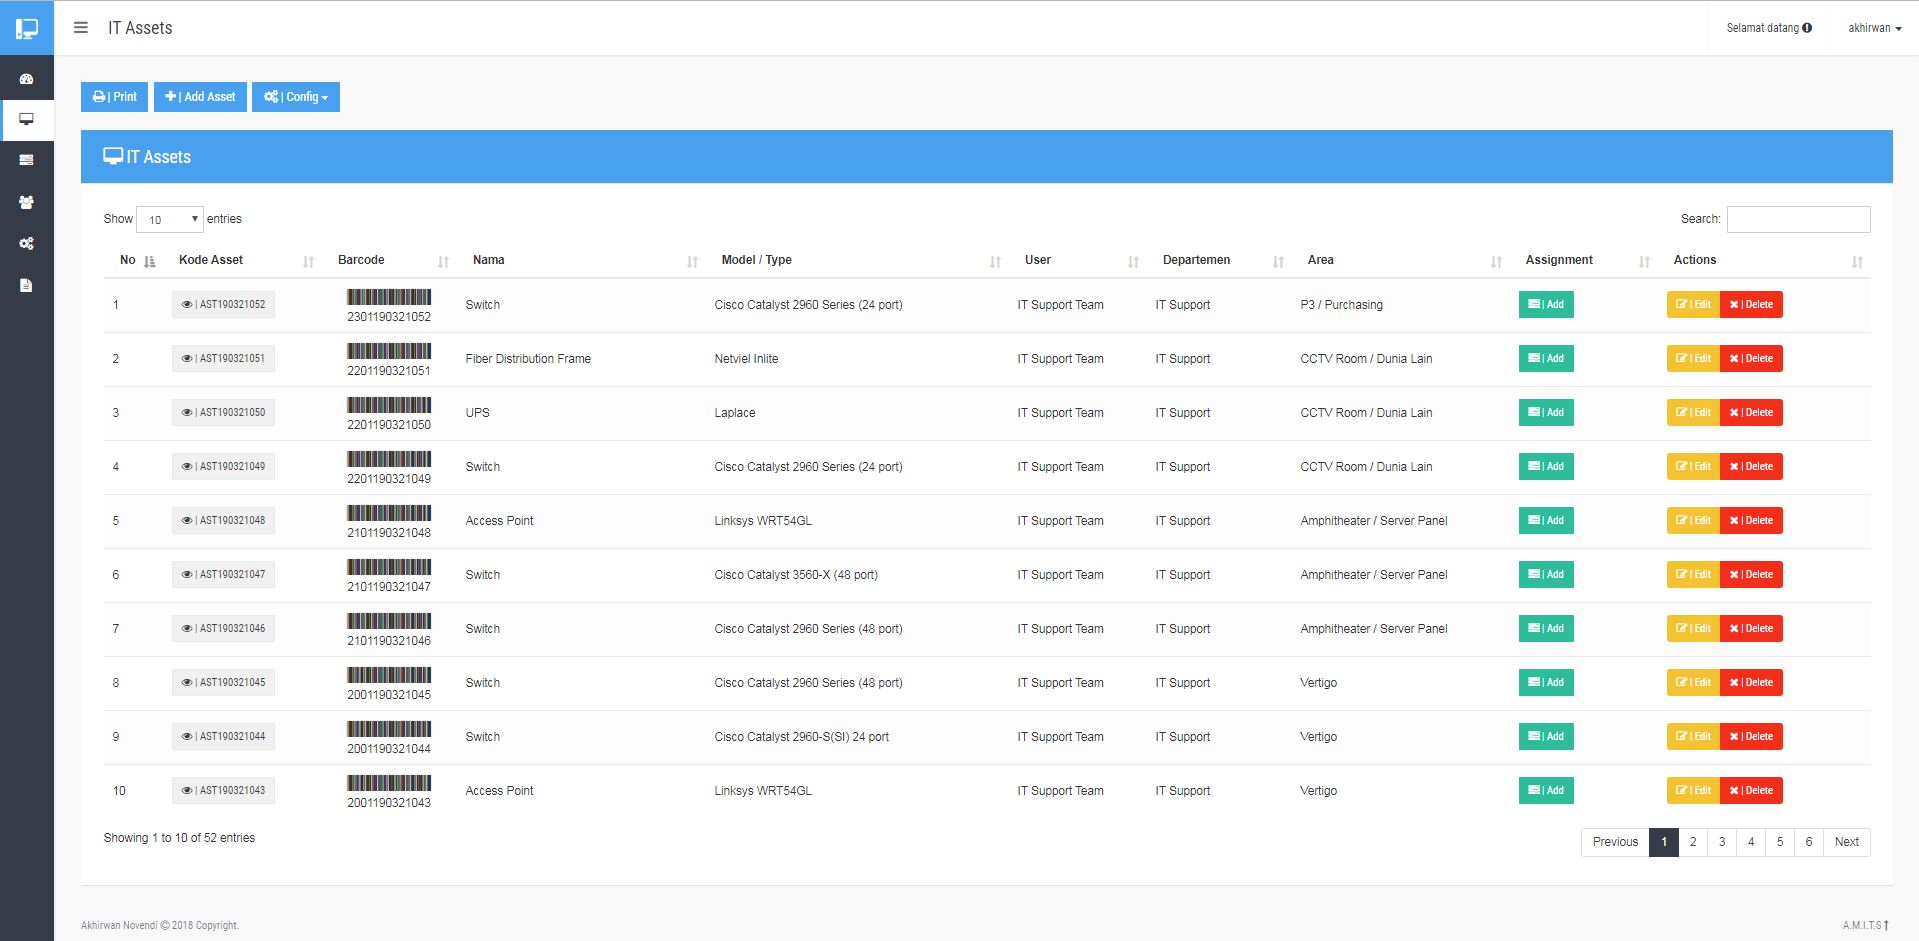 IT Assets
Selamat datang
akhirwan
| Print
| Add Asset
| Config
IT Assets
Show 10 entries
Search:
No Kode Asset Barcode Nama Model / Type User Departemen Area Assignment Actions
1 | AST190321052 2301190321052 Switch Cisco Catalyst 2960 Series (24 port) IT Support Team IT Support P3 / Purchasing | Add | Edit | Delete
2 | AST190321051 2201190321051 Fiber Distribution Frame Netviel Inlite IT Support Team IT Support CCTV Room / Dunia Lain | Add | Edit | Delete
3 | AST190321050 2201190321050 UPS Laplace IT Support Team IT Support CCTV Room / Dunia Lain | Add | Edit | Delete
4 | AST190321049 2201190321049 Switch Cisco Catalyst 2960 Series (24 port) IT Support Team IT Support CCTV Room / Dunia Lain | Add | Edit | Delete
5 | AST190321048 2101190321048 Access Point Linksys WRT54GL IT Support Team IT Support Amphitheater / Server Panel | Add | Edit | Delete
6 | AST190321047 2101190321047 Switch Cisco Catalyst 3560-X (48 port) IT Support Team IT Support Amphitheater / Server Panel | Add | Edit | Delete
7 | AST190321046 2101190321046 Switch Cisco Catalyst 2960 Series (48 port) IT Support Team IT Support Amphitheater / Server Panel | Add | Edit | Delete
8 | AST190321045 2001190321045 Switch Cisco Catalyst 2960 Series (48 port) IT Support Team IT Support Vertigo | Add | Edit | Delete
9 | AST190321044 2001190321044 Switch Cisco Catalyst 2960-S(SI) 24 port IT Support Team IT Support Vertigo | Add | Edit | Delete
10 | AST190321043 2001190321043 Access Point Linksys WRT54GL IT Support Team IT Support Vertigo | Add | Edit | Delete
Showing 1 to 10 of 52 entries
Previous 1 2 3 4 5 6 Next
Akhirwan Novendi © 2018 Copyright.
A.M.I.T.S